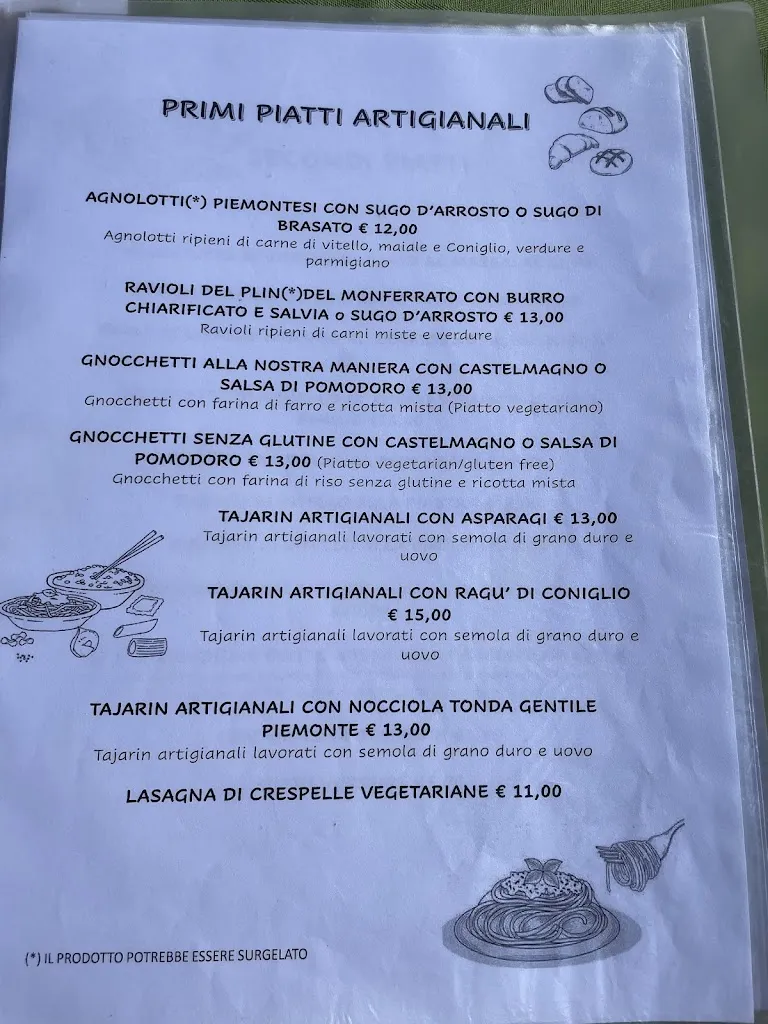 PRIMI PIATTI ARTIGIANALI
AGNOLOTTI(*) PIEMONTESI CON SUGO D'ARROSTO O SUGO DI
BRASATO € 12,00
Agnolotti ripieni di carne di vitello, maiale e Coniglio, verdure e
parmigiano
RAVIOLI DEL PLIN(*)DEL MONFERRATO CON BURRO
CHIARIFICATO E SALVIA o SUGO D'ARROSTO € 13,00
Ravioli ripieni di carni miste e verdure
GNOCCHETTI ALLA NOSTRA MANIERA CON CASTELMAGNO O
SALSA DI POMODORO € 13,00
Gnocchetti con farina di farro e ricotta mista (Piatto vegetariano)
GNOCCHETTI SENZA GLUTINE CON CASTELMAGNO O SALSA DI
POMODORO € 13,00 (Piatto vegetarian/gluten free)
Gnocchetti con farina di riso senza glutine e ricotta mista
TAJARIN ARTIGIANALI CON ASPARAGI € 13,00
Tajarin artigianali lavorati con semola di grano duro e
uovo
TAJARIN ARTIGIANALI CON RAGU' DI CONIGLIO
€ 15,00
Tajarin artigianali lavorati con semola di grano duro e
uovo
TAJARIN ARTIGIANALI CON NOCCIOLA TONDA GENTILE
PIEMONTE € 13,00
Tajarin artigianali lavorati con semola di grano duro e uovo
LASAGNA DI CRESPELLE VEGETARIANE € 11,00
(*) IL PRODOTTO POTREBBE ESSERE SURGELATO